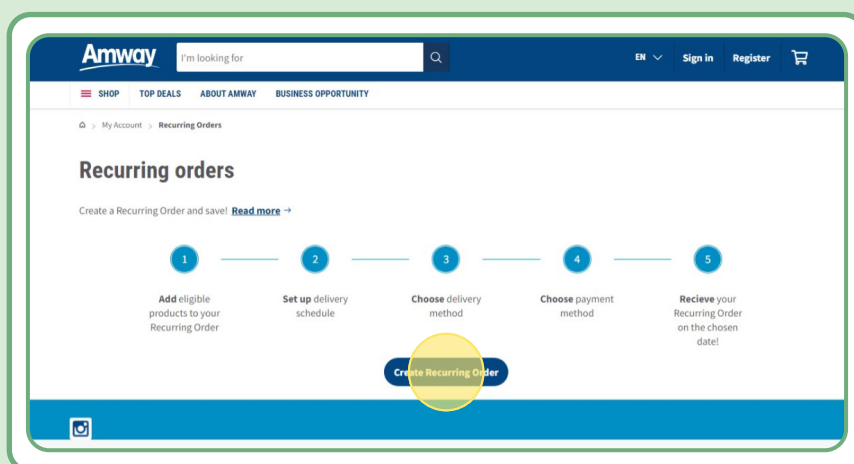 Amway
I'm looking for
EN
Sign in
Register
SHOP
TOP DEALS
ABOUT AMWAY
BUSINESS OPPORTUNITY
> My Account > Recurring Orders
Recurring orders
Create a Recurring Order and save! Read more →
1
2
3
4
5
Add eligible
products to your
Recurring Order
Set up delivery
schedule
Choose delivery
method
Choose payment
method
Recieve your
Recurring Order
on the chosen
date!
Create Recurring Order